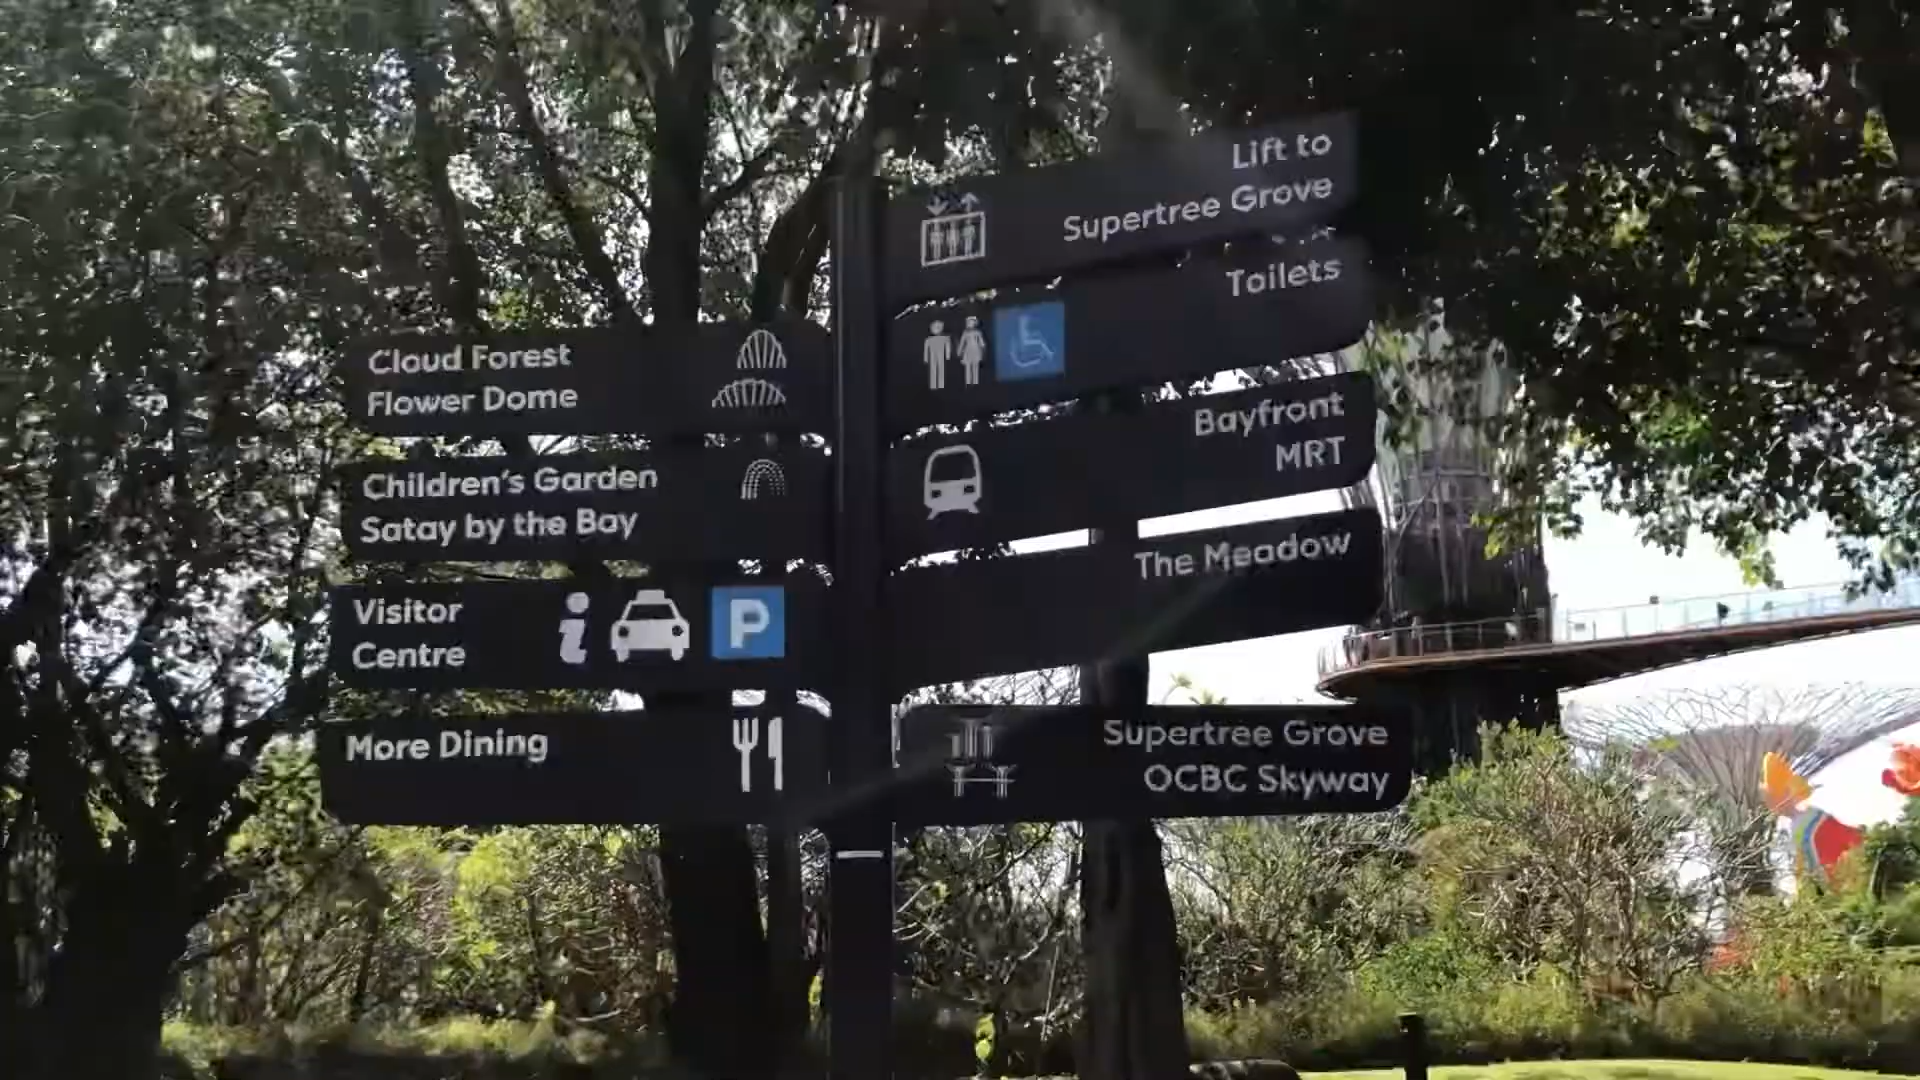 Lift to
Supertree Grove
Toilets
Bayfront
MRT
The Meadow
Supertree Grove
OCBC Skyway
Cloud Forest
Flower Dome
Children's Garden
Satay by the Bay
Visitor
Centre
P
More Dining